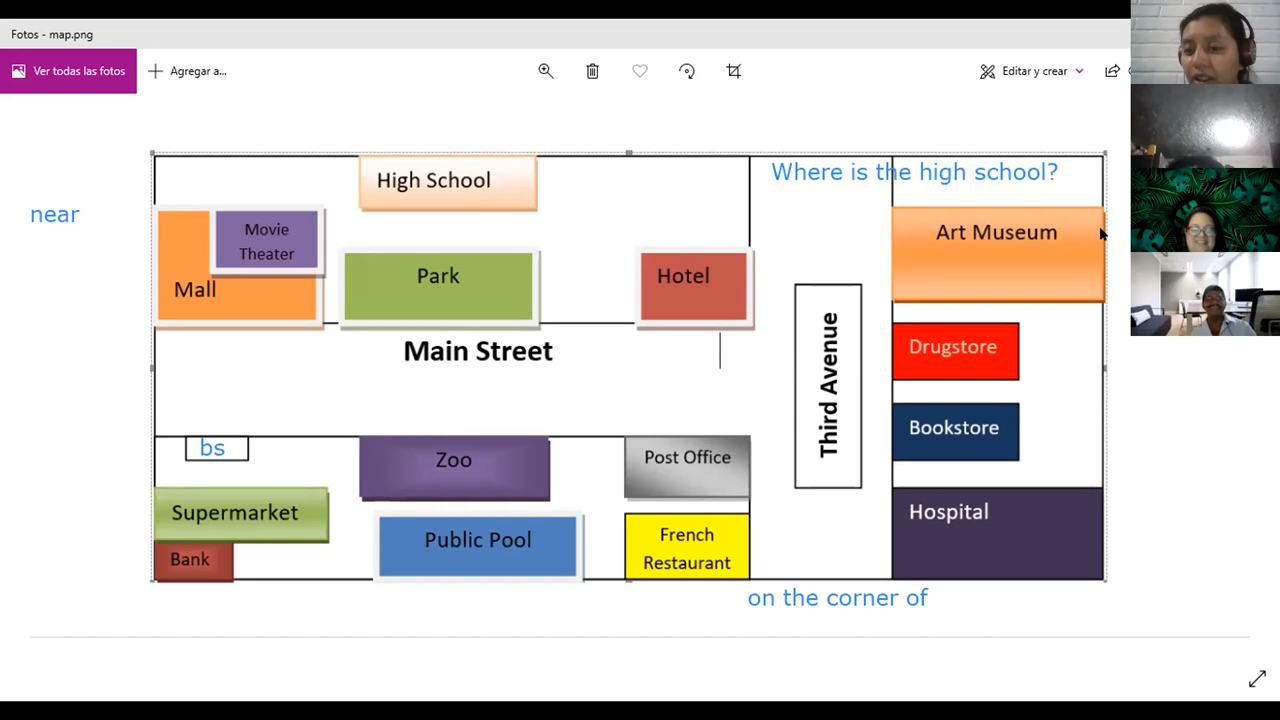 Fotos - map.png
Ver todas las fotos
Agregar a...
Editar y crear
Where is the high school?
High School
near
Movie
Theater
Mall
Park
Hotel
Art Museum
Main Street
Third Avenue
Drugstore
Bookstore
bs
Zoo
Post Office
Supermarket
Hospital
Public Pool
French
Restaurant
Bank
on the corner of